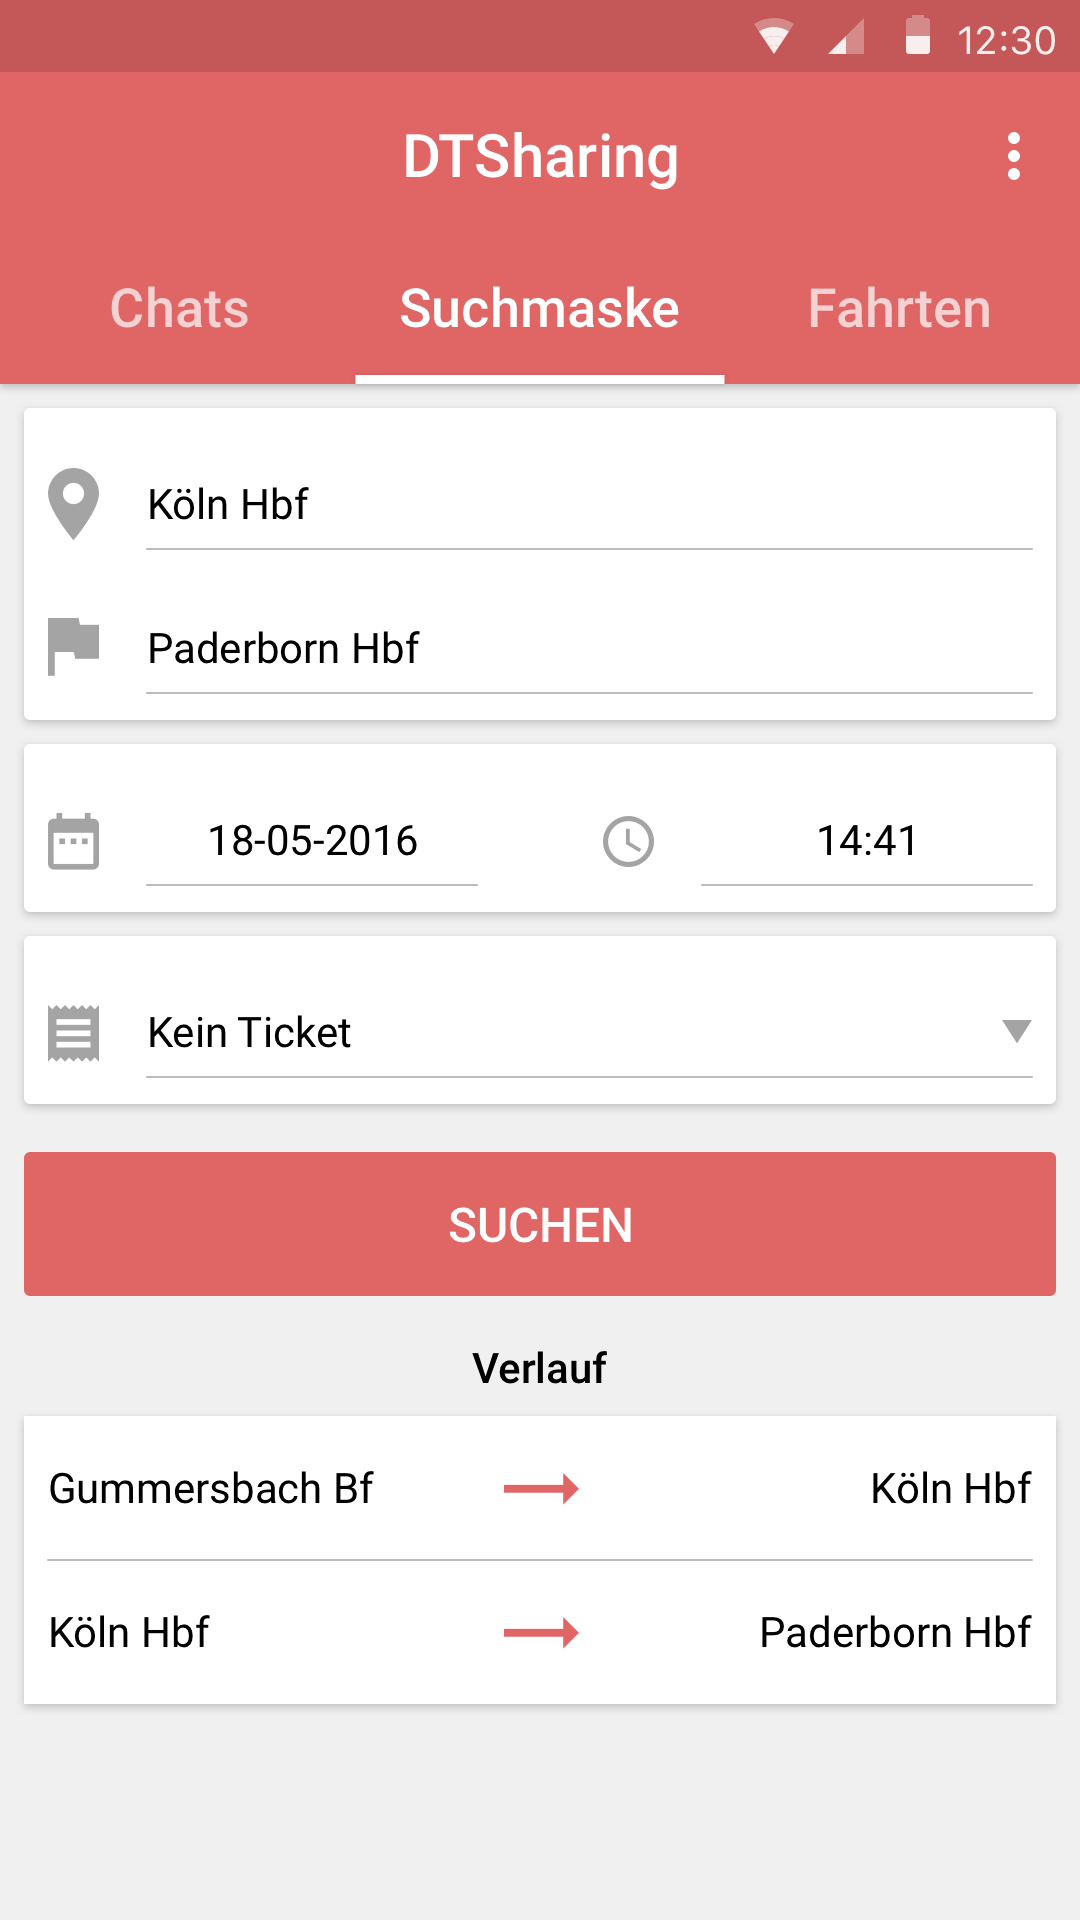 12:30
DTSharing
Chats Suchmaske Fahrten
Köln Hbf
Paderborn Hbf
18-05-2016 14:41
Kein Ticket
SUCHEN
Verlauf
Gummersbach Bf Köln Hbf
Köln Hbf Paderborn Hbf